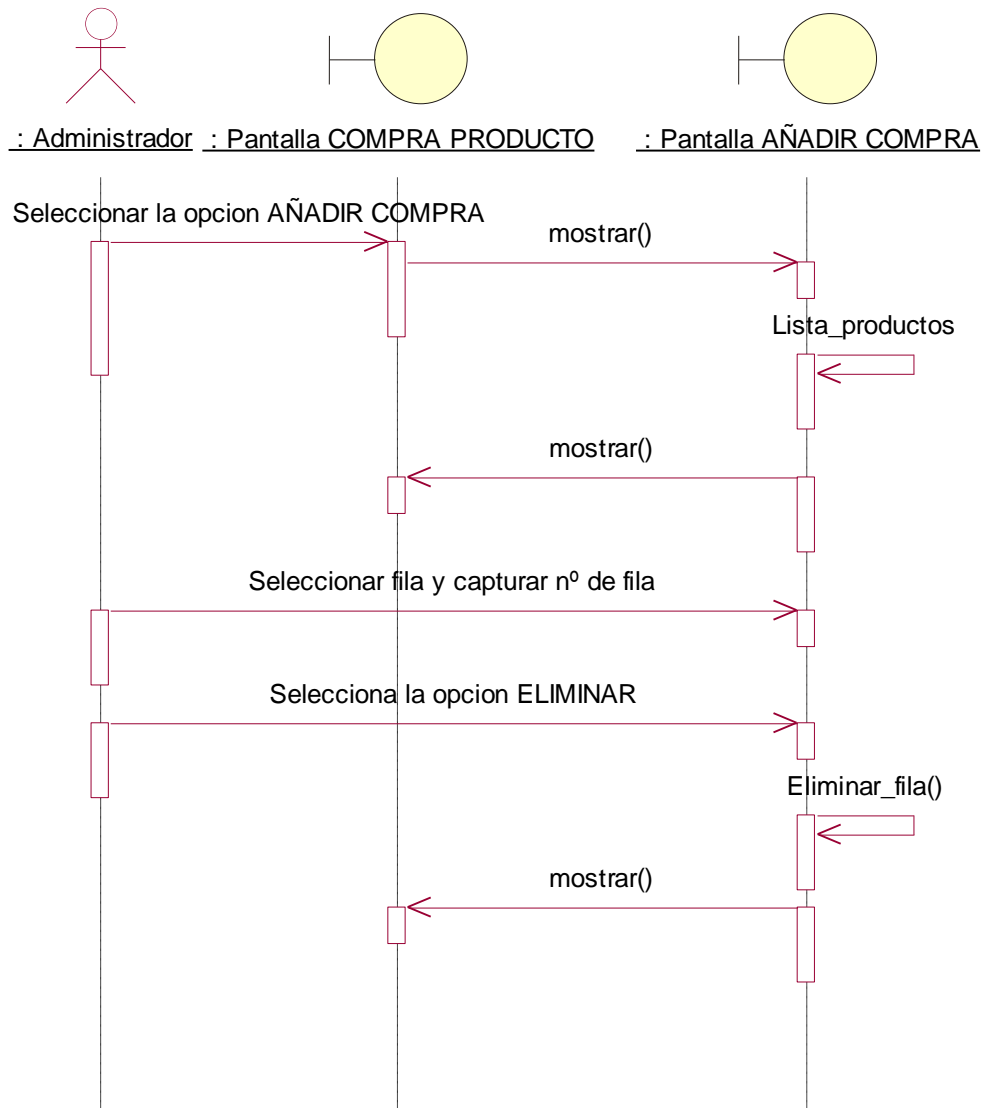 : Administrador
: Pantalla COMPRA PRODUCTO
: Pantalla AÑADIR COMPRA
Seleccionar la opcion AÑADIR COMPRA
mostrar()
Lista_productos
mostrar()
Seleccionar fila y capturar nº de fila
Selecciona la opcion ELIMINAR
Eliminar_fila()
mostrar()